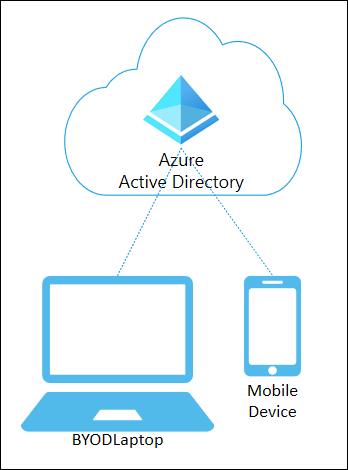 Azure
Active Directory
Mobile
Device
BYODLaptop